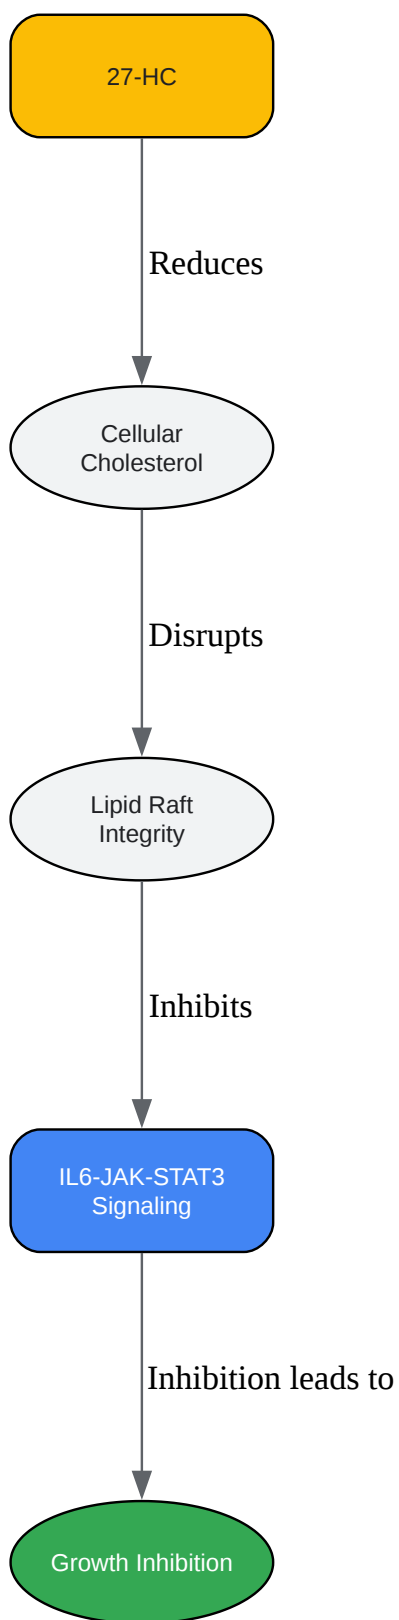 27-HC
Reduces
Cellular
Cholesterol
Disrupts
Lipid Raft
Integrity
Inhibits
IL6-JAK-STAT3
Signaling
Inhibition leads to
Growth Inhibition